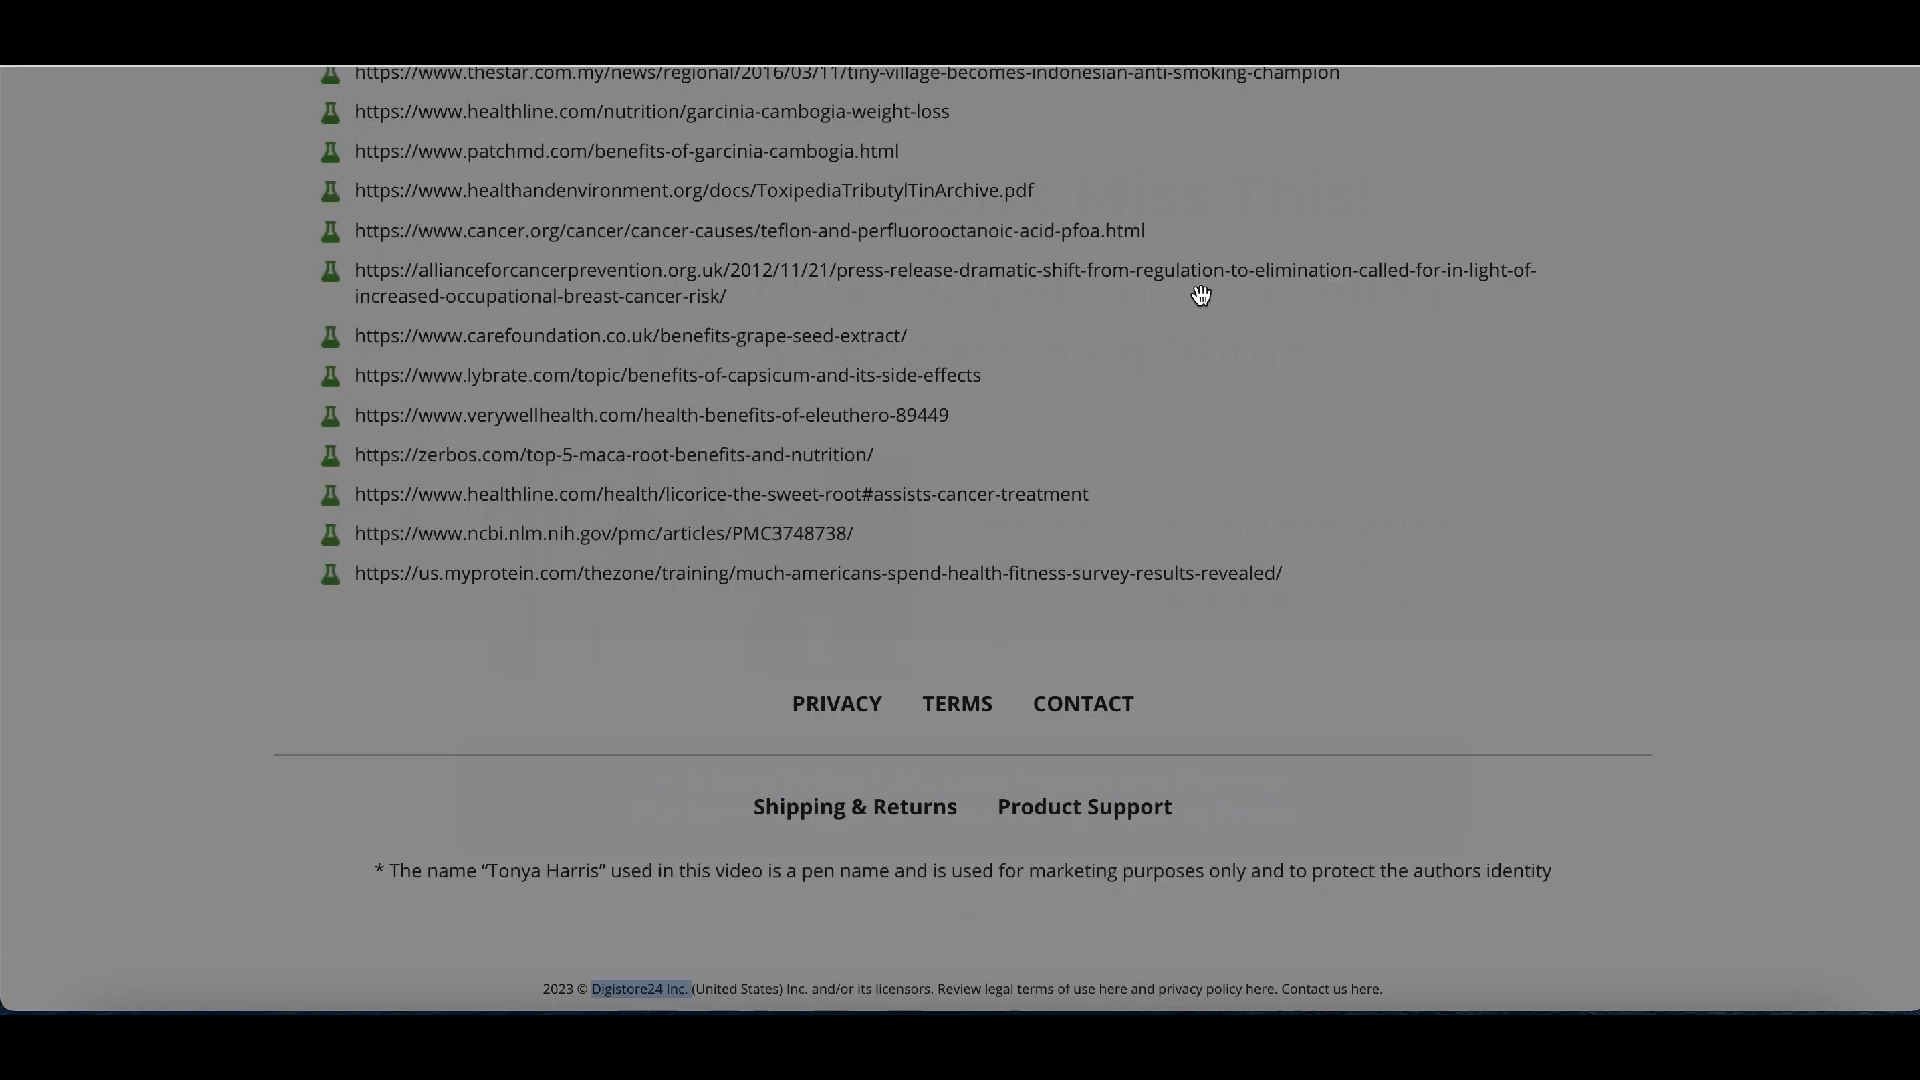 https://www.thestar.com.my/news/regional/2016/03/11/tiny-village-becomes-indonesian-anti-smoking-champion
https://www.healthline.com/nutrition/garcinia-cambogia-weight-loss
https://www.patchmd.com/benefits-of-garcinia-cambogia.html
https://www.healthandenvironment.org/docs/ToxipediaTributylTinArchive.pdf
Miss This!
https://www.cancer.org/cancer/cancer-causes/teflon-and-perfluorooctanoic-acid-pfoa.html
https://allianceforcancerprevention.org.uk/2012/11/21/press-release-dramatic-shift-from-regulation-to-elimination-called-for-in-light-of-
increased-occupational-breast-cancer-risk/
https://www.carefoundation.co.uk/benefits-grape-seed-extract/
Morning "Ritual"
https://www.lybrate.com/topic/benefits-of-capsicum-and-its-side-effects
https://www.verywellhealth.com/health-benefits-of-eleuthero-89449
https://zerbos.com/top-5-maca-root-benefits-and-nutrition/
https://www.healthline.com/health/licorice-the-sweet-root#assists-cancer-treatment
https://www.ncbi.nlm.nih.gov/pmc/articles/PMC3748738/
https://us.myprotein.com/thezone/training/much-americans-spend-health-fitness-survey-results-revealed/
PRIVACY TERMS CONTACT
Shipping & Returns Product Support
* The name “Tonya Harris” used in this video is a pen name and is used for marketing purposes only and to protect the authors identity
2023 © Digistore24 Inc. (United States) Inc. and/or its licensors. Review legal terms of use here and privacy policy here. Contact us here.